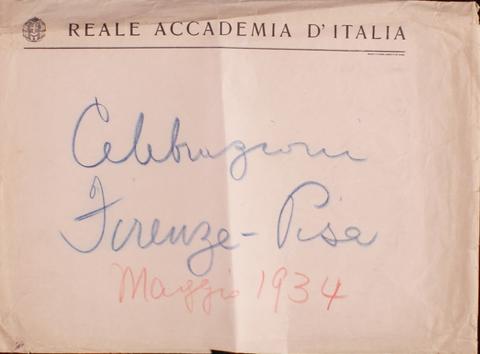 REALE ACCADEMIA D'ITALIA
Celebrazioni
Firenze - Pisa
Maggio 1934